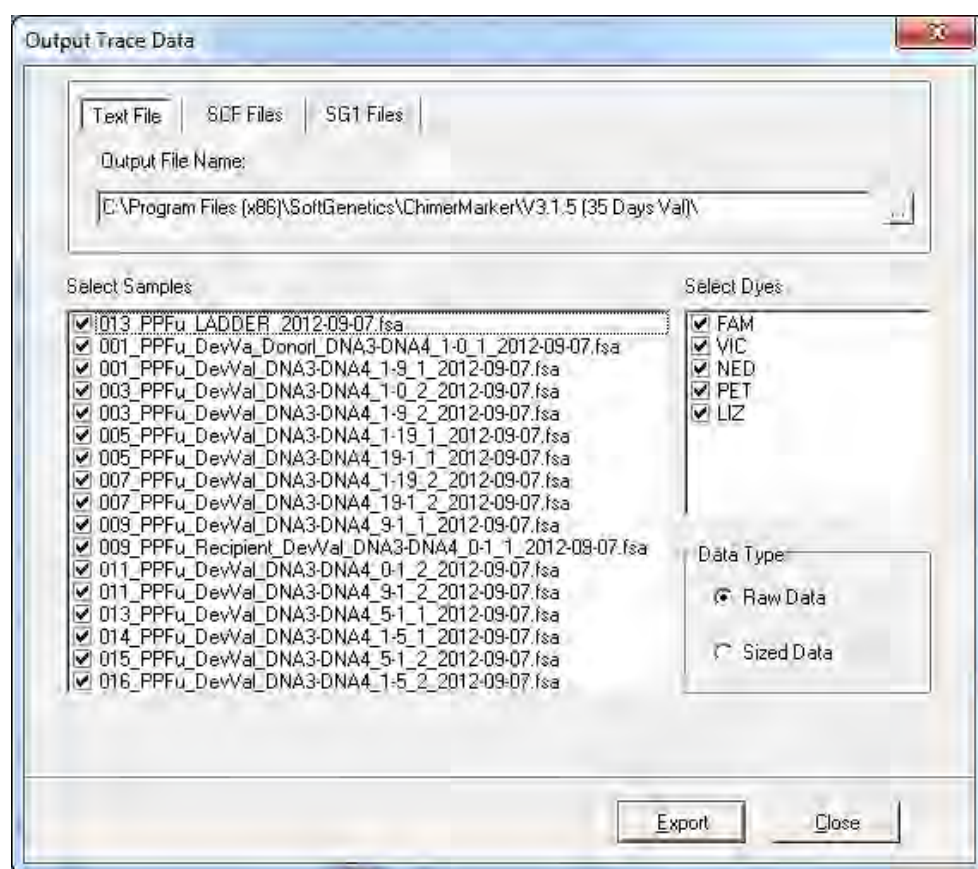 Output Trace Data
Text File SCF Files SG1 Files
Output File Name:
C:\Program Files (x86)\SoftGenetics\ChimerMarker\V3.1.5 (35 Days Val)\
...
Select Samples
013_PPFu_LADDER_2012-09-07.fsa
001_PPFu_DevVa_Donorl_DNA3-DNA4_1-0_1_2012-09-07.fsa
001_PPFu_DevVal_DNA3-DNA4_1-9_1_2012-09-07.fsa
003_PPFu_DevVal_DNA3-DNA4_1-0_2_2012-09-07.fsa
003_PPFu_DevVal_DNA3-DNA4_1-9_2_2012-09-07.fsa
005_PPFu_DevVal_DNA3-DNA4_1-19_1_2012-09-07.fsa
005_PPFu_DevVal_DNA3-DNA4_19-1_1_2012-09-07.fsa
007_PPFu_DevVal_DNA3-DNA4_1-19_2_2012-09-07.fsa
007_PPFu_DevVal_DNA3-DNA4_19-1_2_2012-09-07.fsa
009_PPFu_DevVal_DNA3-DNA4_9-1_1_2012-09-07.fsa
009_PPFu_Recipient_DevVal_DNA3-DNA4_0-1_1_2012-09-07.fsa
011_PPFu_DevVal_DNA3-DNA4_0-1_2_2012-09-07.fsa
011_PPFu_DevVal_DNA3-DNA4_9-1_2_2012-09-07.fsa
013_PPFu_DevVal_DNA3-DNA4_5-1_1_2012-09-07.fsa
014_PPFu_DevVal_DNA3-DNA4_1-5_1_2012-09-07.fsa
015_PPFu_DevVal_DNA3-DNA4_5-1_2_2012-09-07.fsa
016_PPFu_DevVal_DNA3-DNA4_1-5_2_2012-09-07.fsa
Select Dyes
FAM
VIC
NED
PET
LIZ
Data Type
Raw Data
Sized Data
Export Close